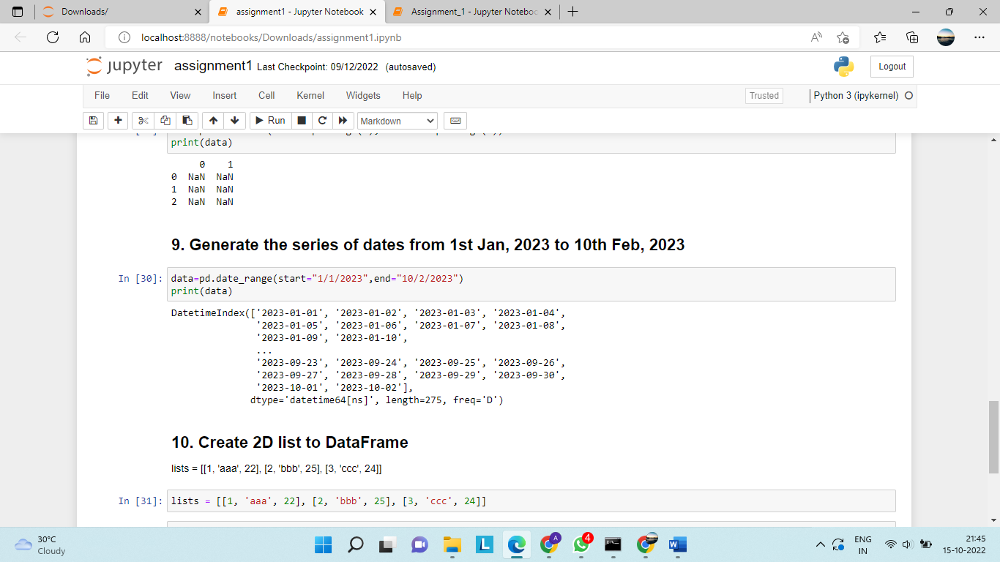 Downloads/
assignment1 - Jupyter Notebook
Assignment_1 - Jupyter Noteboo
localhost:8888/notebooks/Downloads/assignment1.ipynb
jupyter assignment1 Last Checkpoint: 09/12/2022 (autosaved)
Logout
File Edit View Insert Cell Kernel Widgets Help
Trusted
Python 3 (ipykernel)
Run
Markdown
print(data)
0 1
0 NaN NaN
1 NaN NaN
2 NaN NaN
9. Generate the series of dates from 1st Jan, 2023 to 10th Feb, 2023
In [30]: data=pd.date_range(start="1/1/2023",end="10/2/2023")
print(data)
DatetimeIndex(['2023-01-01', '2023-01-02', '2023-01-03', '2023-01-04',
'2023-01-05', '2023-01-06', '2023-01-07', '2023-01-08',
'2023-01-09', '2023-01-10',
...
'2023-09-23', '2023-09-24', '2023-09-25', '2023-09-26',
'2023-09-27', '2023-09-28', '2023-09-29', '2023-09-30',
'2023-10-01', '2023-10-02'],
dtype='datetime64[ns]', length=275, freq='D')
10. Create 2D list to DataFrame
lists = [[1, 'aaa', 22], [2, 'bbb', 25], [3, 'ccc', 24]]
In [31]: lists = [[1, 'aaa', 22], [2, 'bbb', 25], [3, 'ccc', 24]]
30°C
Cloudy
L
A
4
W
ENG
IN
21:45
15-10-2022